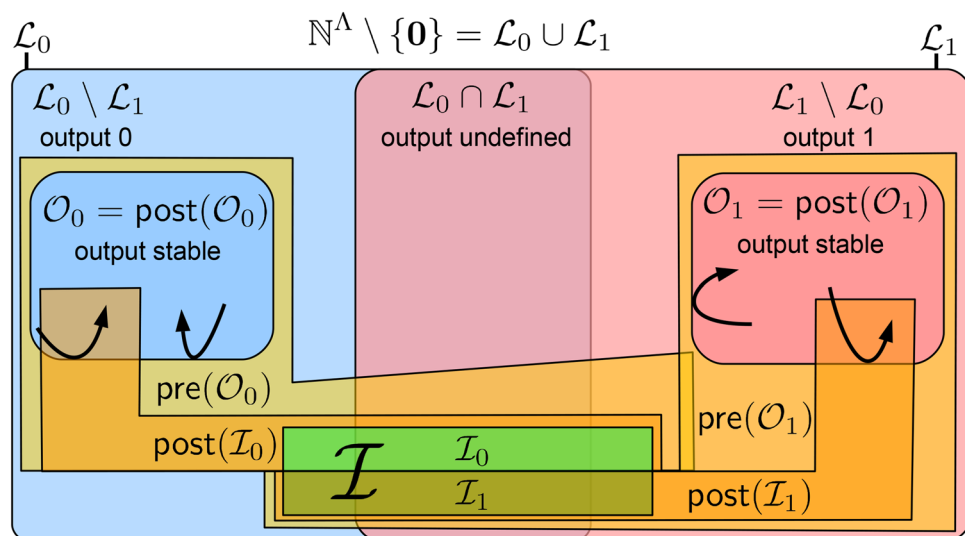 ℒ₀ ℕ^Λ \ {𝟎} = ℒ₀ ∪ ℒ₁ ℒ₁
ℒ₀ \ ℒ₁ ℒ₀ ∩ ℒ₁ ℒ₁ \ ℒ₀
output 0 output undefined output 1
𝒪₀ = post(𝒪₀) 𝒪₁ = post(𝒪₁)
output stable output stable
pre(𝒪₀)
pre(𝒪₁)
post(ℐ₀) ℐ ℐ₀
ℐ₁ post(ℐ₁)